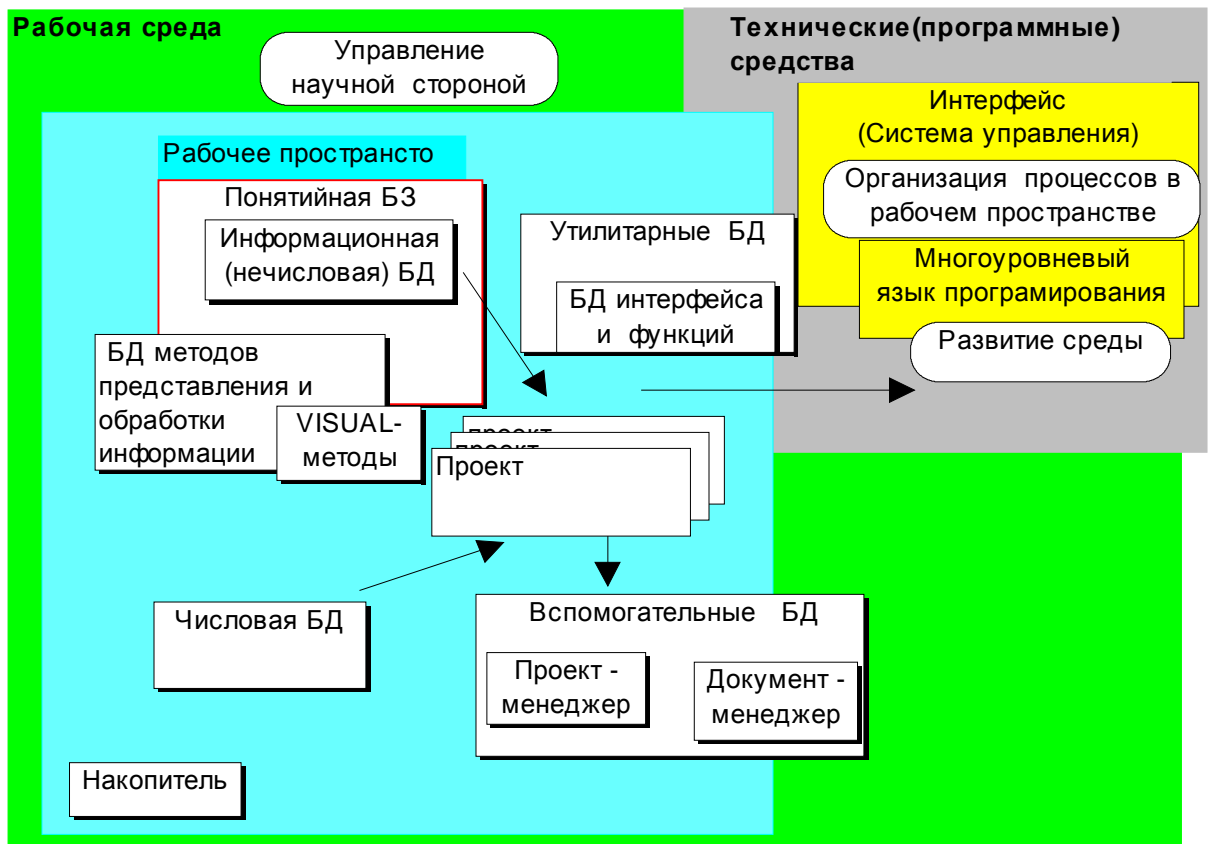 Рабочая среда
Управление
научной стороной
Технические(программные)
средства
Интерфейс
(Система управления)
Организация процессов в
рабочем пространстве
Многоуровневый
язык програмирования
Развитие среды
Рабочее пространсто
Понятийная БЗ
Информационная
(нечисловая) БД
Утилитарные БД
БД интерфейса
и функций
БД методов
представления и
обработки
информации
VISUAL-
методы
проект
проект
Проект
Числовая БД
Вспомогательные БД
Проект -
менеджер
Документ -
менеджер
Накопитель